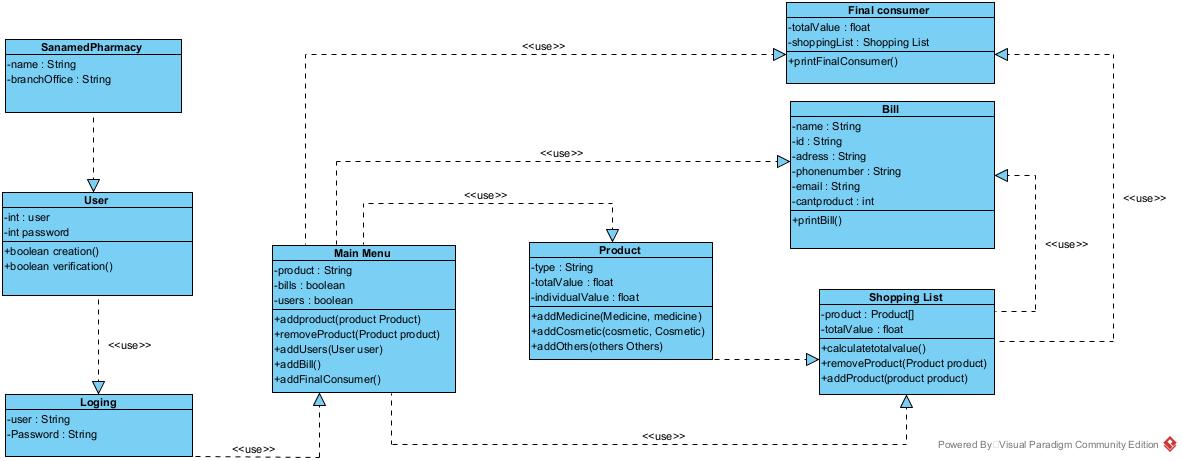 SanamedPharmacy
-name : String
-branchOffice : String
User
-int : user
-int password
+boolean creation()
+boolean verification()
<<use>>
Loging
-user : String
-Password : String
<<use>>
Main Menu
-product : String
-bills : boolean
-users : boolean
+addproduct(product Product)
+removeProduct(Product product)
+addUsers(User user)
+addBill()
+addFinalConsumer()
<<use>>
<<use>>
<<use>>
<<use>>
Product
-type : String
-totalValue : float
-individualValue : float
+addMedicine(Medicine, medicine)
+addCosmetic(cosmetic, Cosmetic)
+addOthers(others Others)
Final consumer
-totalValue : float
-shoppingList : Shopping List
+printFinalConsumer()
Bill
-name : String
-id : String
-adress : String
-phonenumber : String
-email : String
-cantproduct : int
+printBill()
<<use>>
<<use>>
Shopping List
-product : Product[]
-totalValue : float
+calculatetotalvalue()
+removeProduct(Product product)
+addProduct(product product)
Powered By Visual Paradigm Community Edition